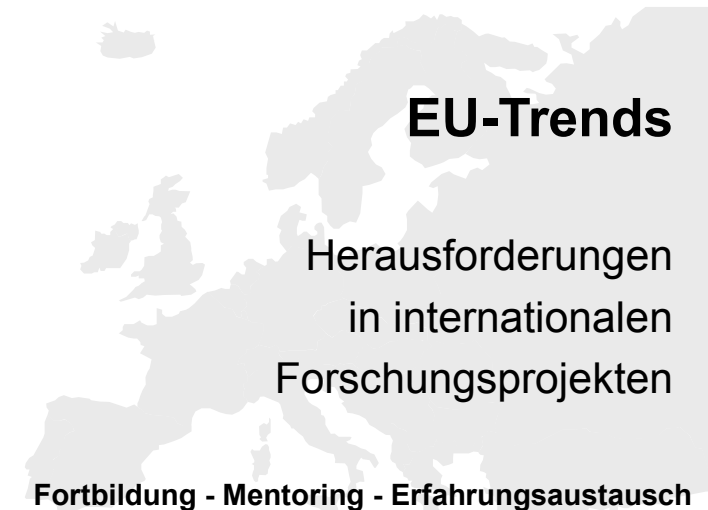 EU-Trends
Herausforderungen
in internationalen
Forschungsprojekten
Fortbildung - Mentoring - Erfahrungsaustausch